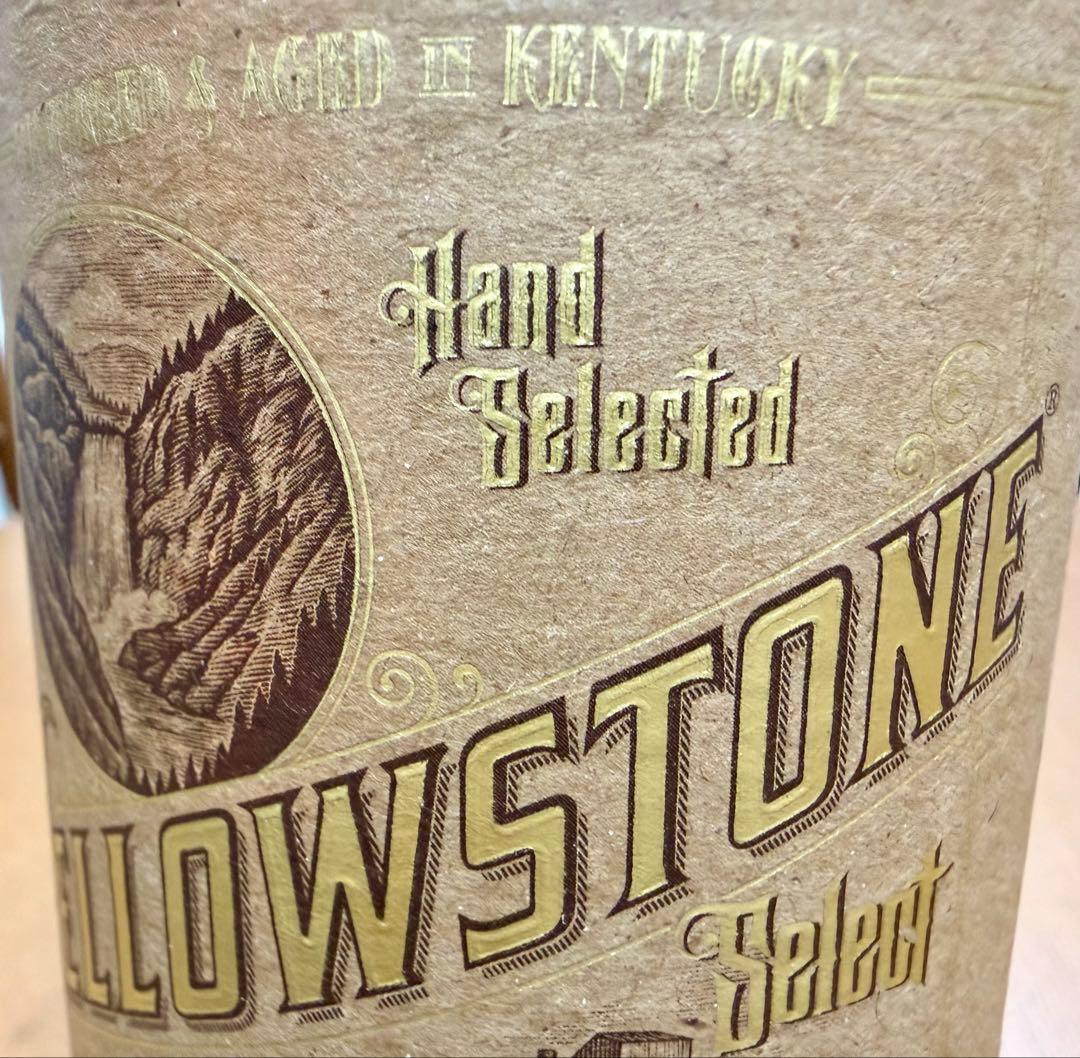 & AGED IN KENTUCKY
Hand
Selected
ELLOWSTONE®
Select